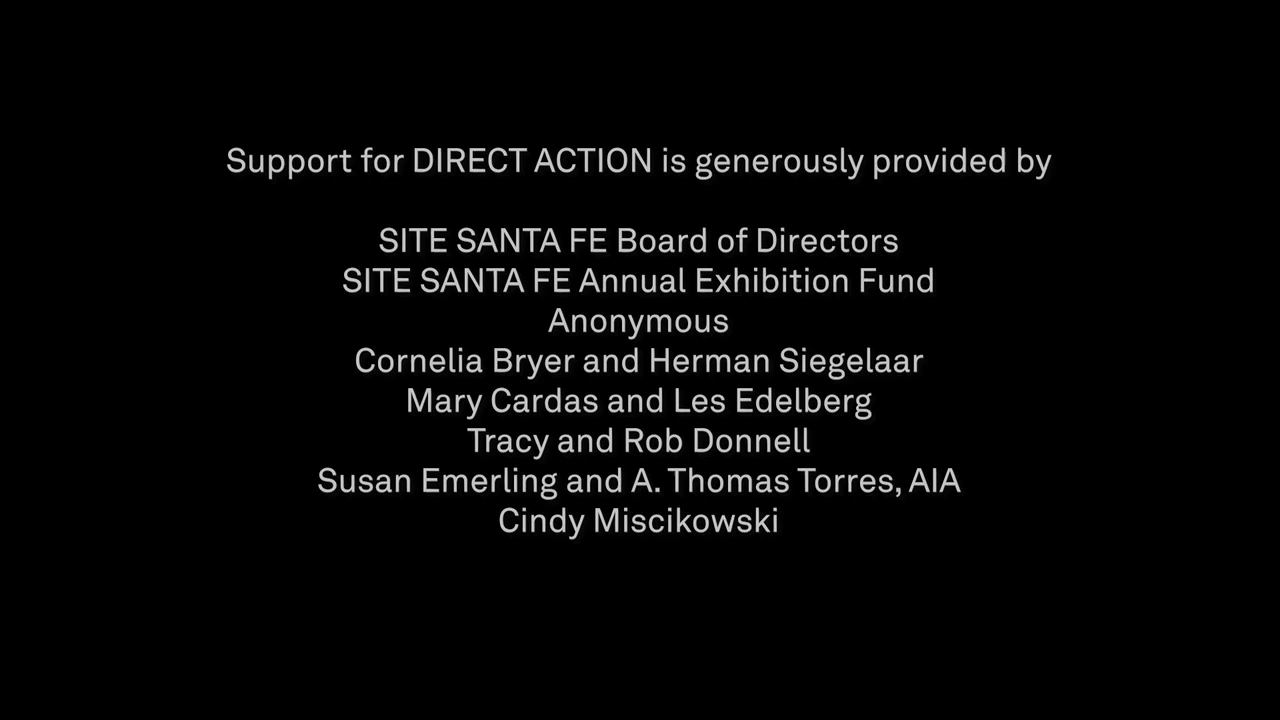 Support for DIRECT ACTION is generously provided by
SITE SANTA FE Board of Directors
SITE SANTA FE Annual Exhibition Fund
Anonymous
Cornelia Bryer and Herman Siegelaar
Mary Cardas and Les Edelberg
Tracy and Rob Donnell
Susan Emerling and A. Thomas Torres, AIA
Cindy Miscikowski